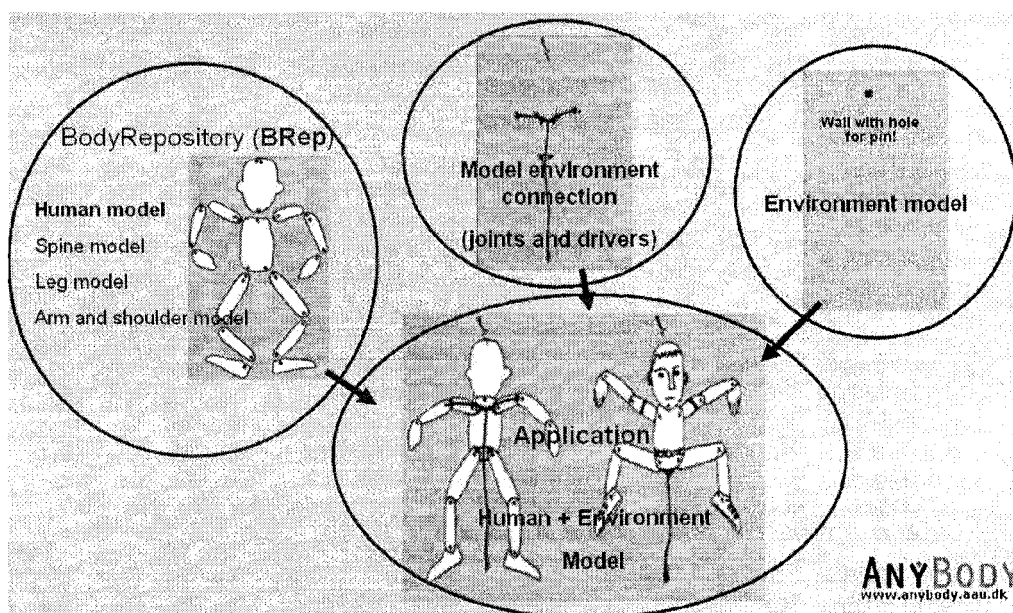 BodyRepository (BRep)
Human model
Spine model
Leg model
Arm and shoulder model
Model environment
connection
(joints and drivers)
Wall with hole
for pin!
Environment model
Application
Human + Environment
Model
ANYBODY
www.anybody.aau.dk